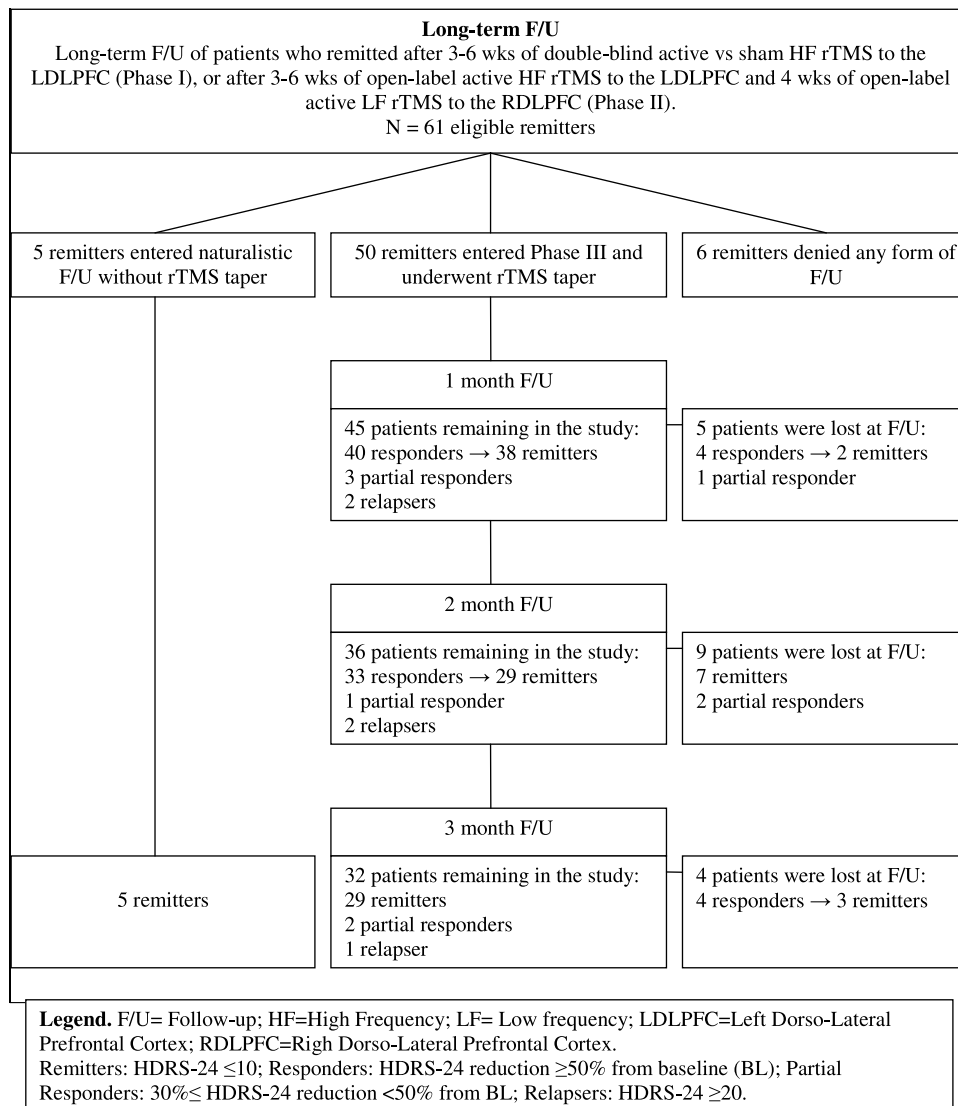 Long-term F/U
Long-term F/U of patients who remitted after 3-6 wks of double-blind active vs sham HF rTMS to the
LDLPFC (Phase I), or after 3-6 wks of open-label active HF rTMS to the LDLPFC and 4 wks of open-label
active LF rTMS to the RDLPFC (Phase II).
N = 61 eligible remitters
5 remitters entered naturalistic
F/U without rTMS taper
50 remitters entered Phase III and
underwent rTMS taper
6 remitters denied any form of
F/U
1 month F/U
45 patients remaining in the study:
40 responders → 38 remitters
3 partial responders
2 relapsers
5 patients were lost at F/U:
4 responders → 2 remitters
1 partial responder
2 month F/U
36 patients remaining in the study:
33 responders → 29 remitters
1 partial responder
2 relapsers
9 patients were lost at F/U:
7 remitters
2 partial responders
3 month F/U
5 remitters
32 patients remaining in the study:
29 remitters
2 partial responders
1 relapser
4 patients were lost at F/U:
4 responders → 3 remitters
Legend. F/U= Follow-up; HF=High Frequency; LF= Low frequency; LDLPFC=Left Dorso-Lateral
Prefrontal Cortex; RDLPFC=Righ Dorso-Lateral Prefrontal Cortex.
Remitters: HDRS-24 ≤10; Responders: HDRS-24 reduction ≥50% from baseline (BL); Partial
Responders: 30%≤ HDRS-24 reduction <50% from BL; Relapsers: HDRS-24 ≥20.